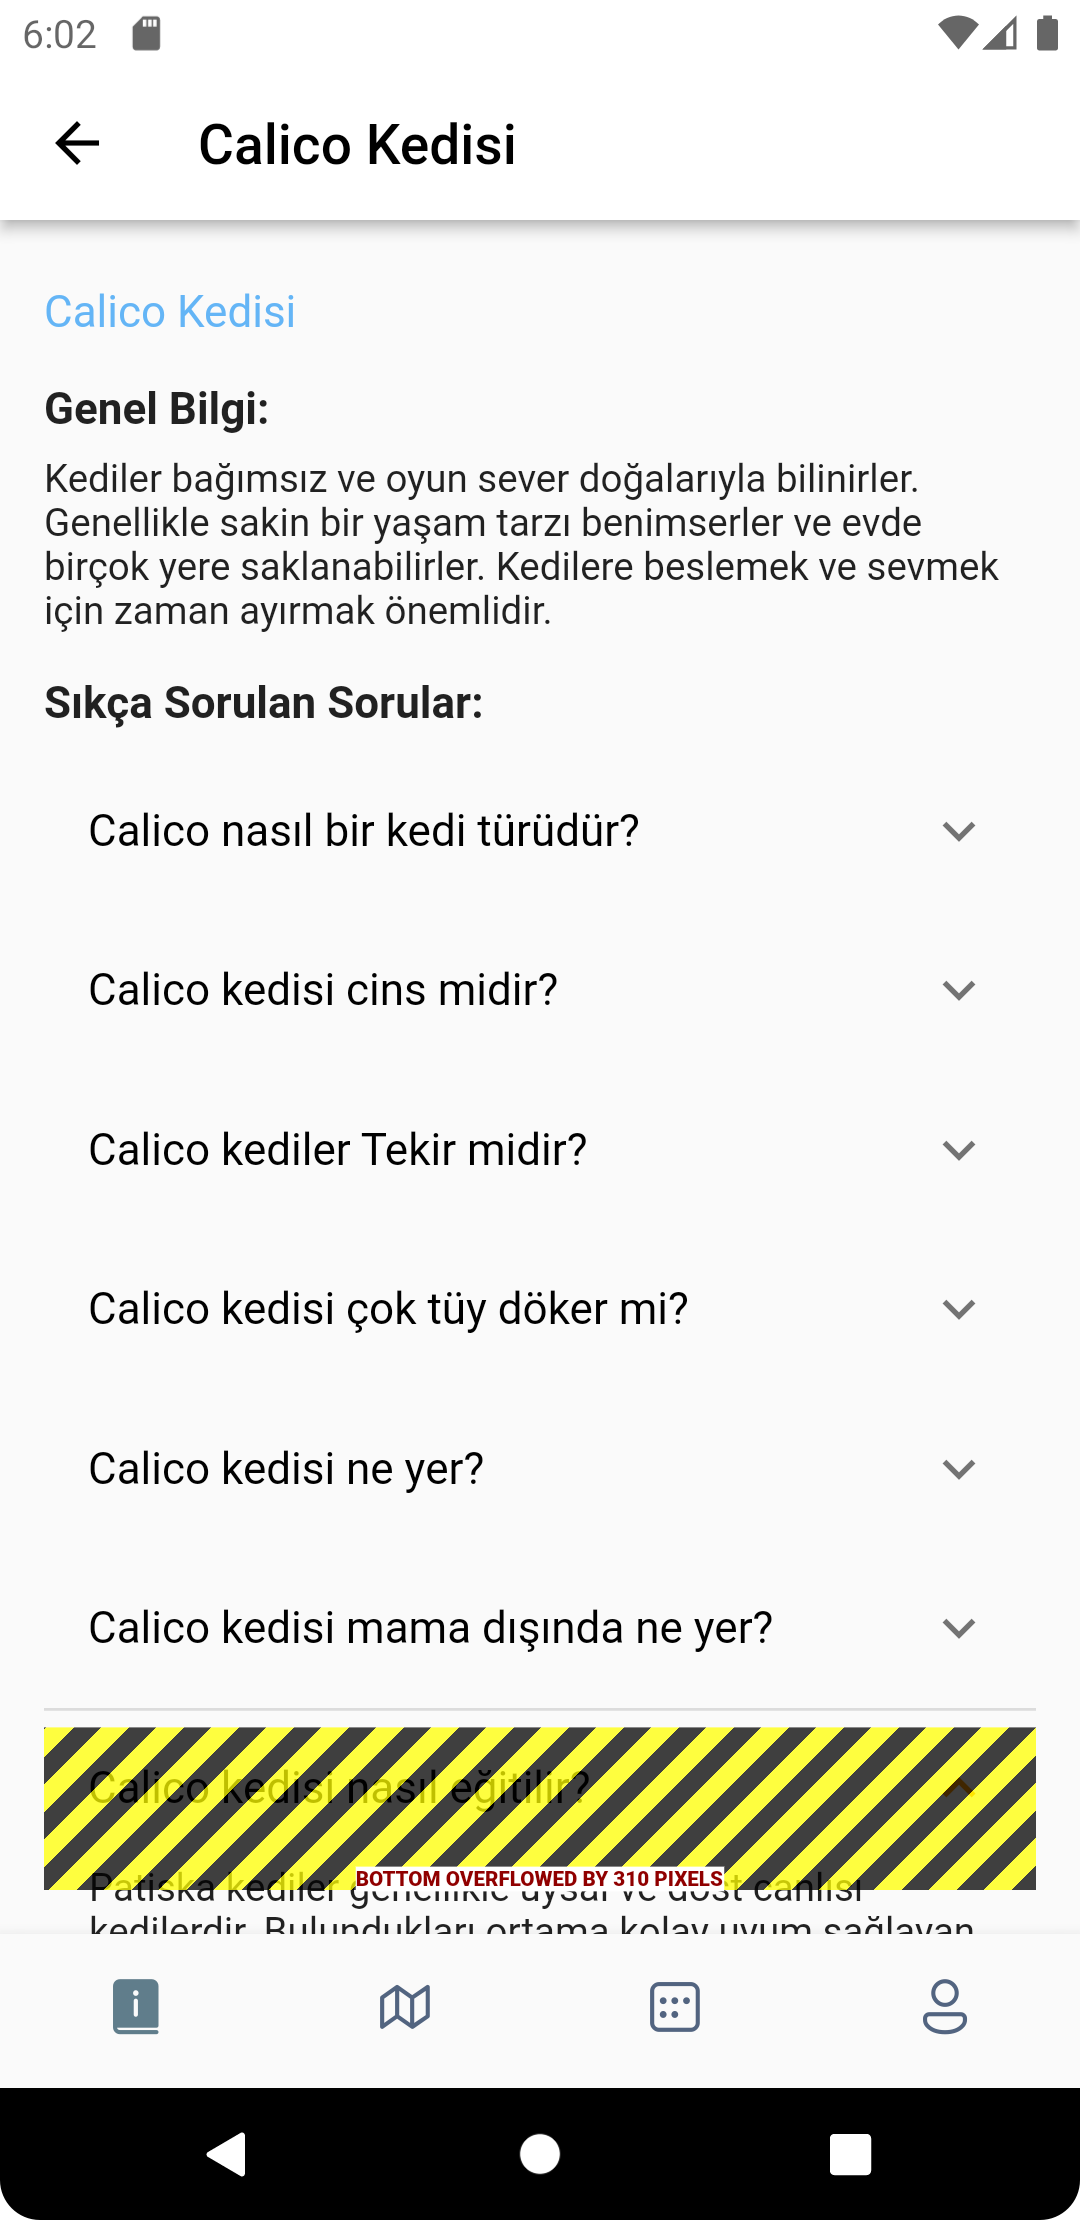 6:02
Calico Kedisi
Calico Kedisi
Genel Bilgi:
Kediler bağımsız ve oyun sever doğalarıyla bilinirler.
Genellikle sakin bir yaşam tarzı benimserler ve evde
birçok yere saklanabilirler. Kedilere beslemek ve sevmek
için zaman ayırmak önemlidir.
Sıkça Sorulan Sorular:
Calico nasıl bir kedi türüdür?
Calico kedisi cins midir?
Calico kediler Tekir midir?
Calico kedisi çok tüy döker mi?
Calico kedisi ne yer?
Calico kedisi mama dışında ne yer?
Calico kedisi nasıl eğitilir?
BOTTOM OVERFLOWED BY 310 PIXELS
Patiska kediler genellikle uysal ve dost canlısı
kedilerdir. Bulundukları ortama kolay uyum sağlayan